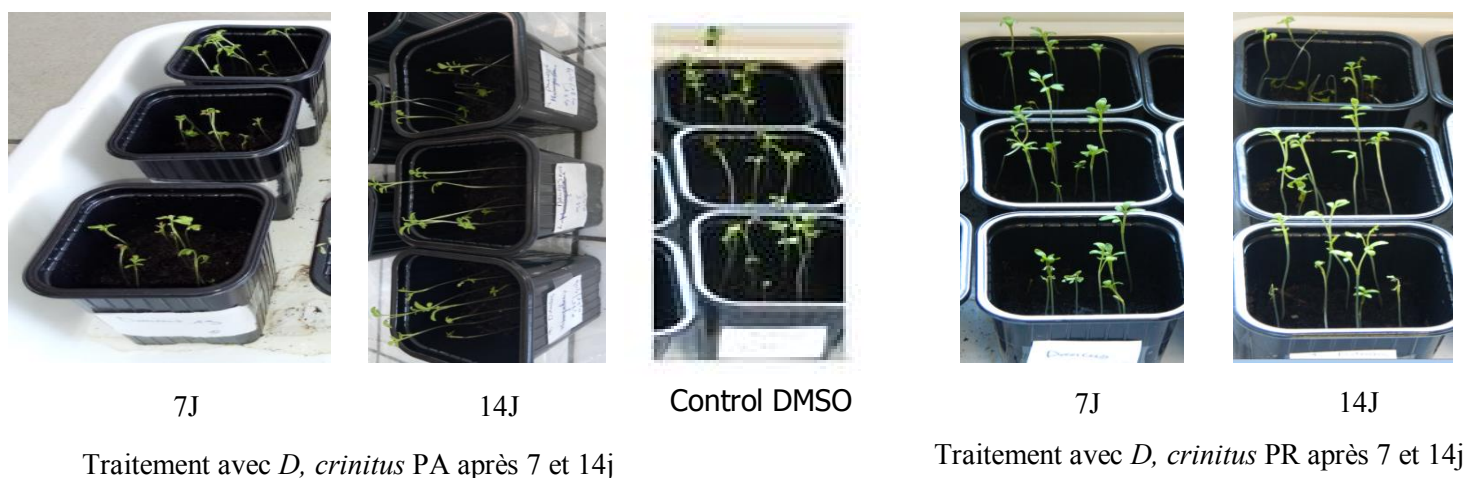 7J
14J
Control DMSO
7J
14J
Traitement avec D, crinitus PA après 7 et 14j
Traitement avec D, crinitus PR après 7 et 14j